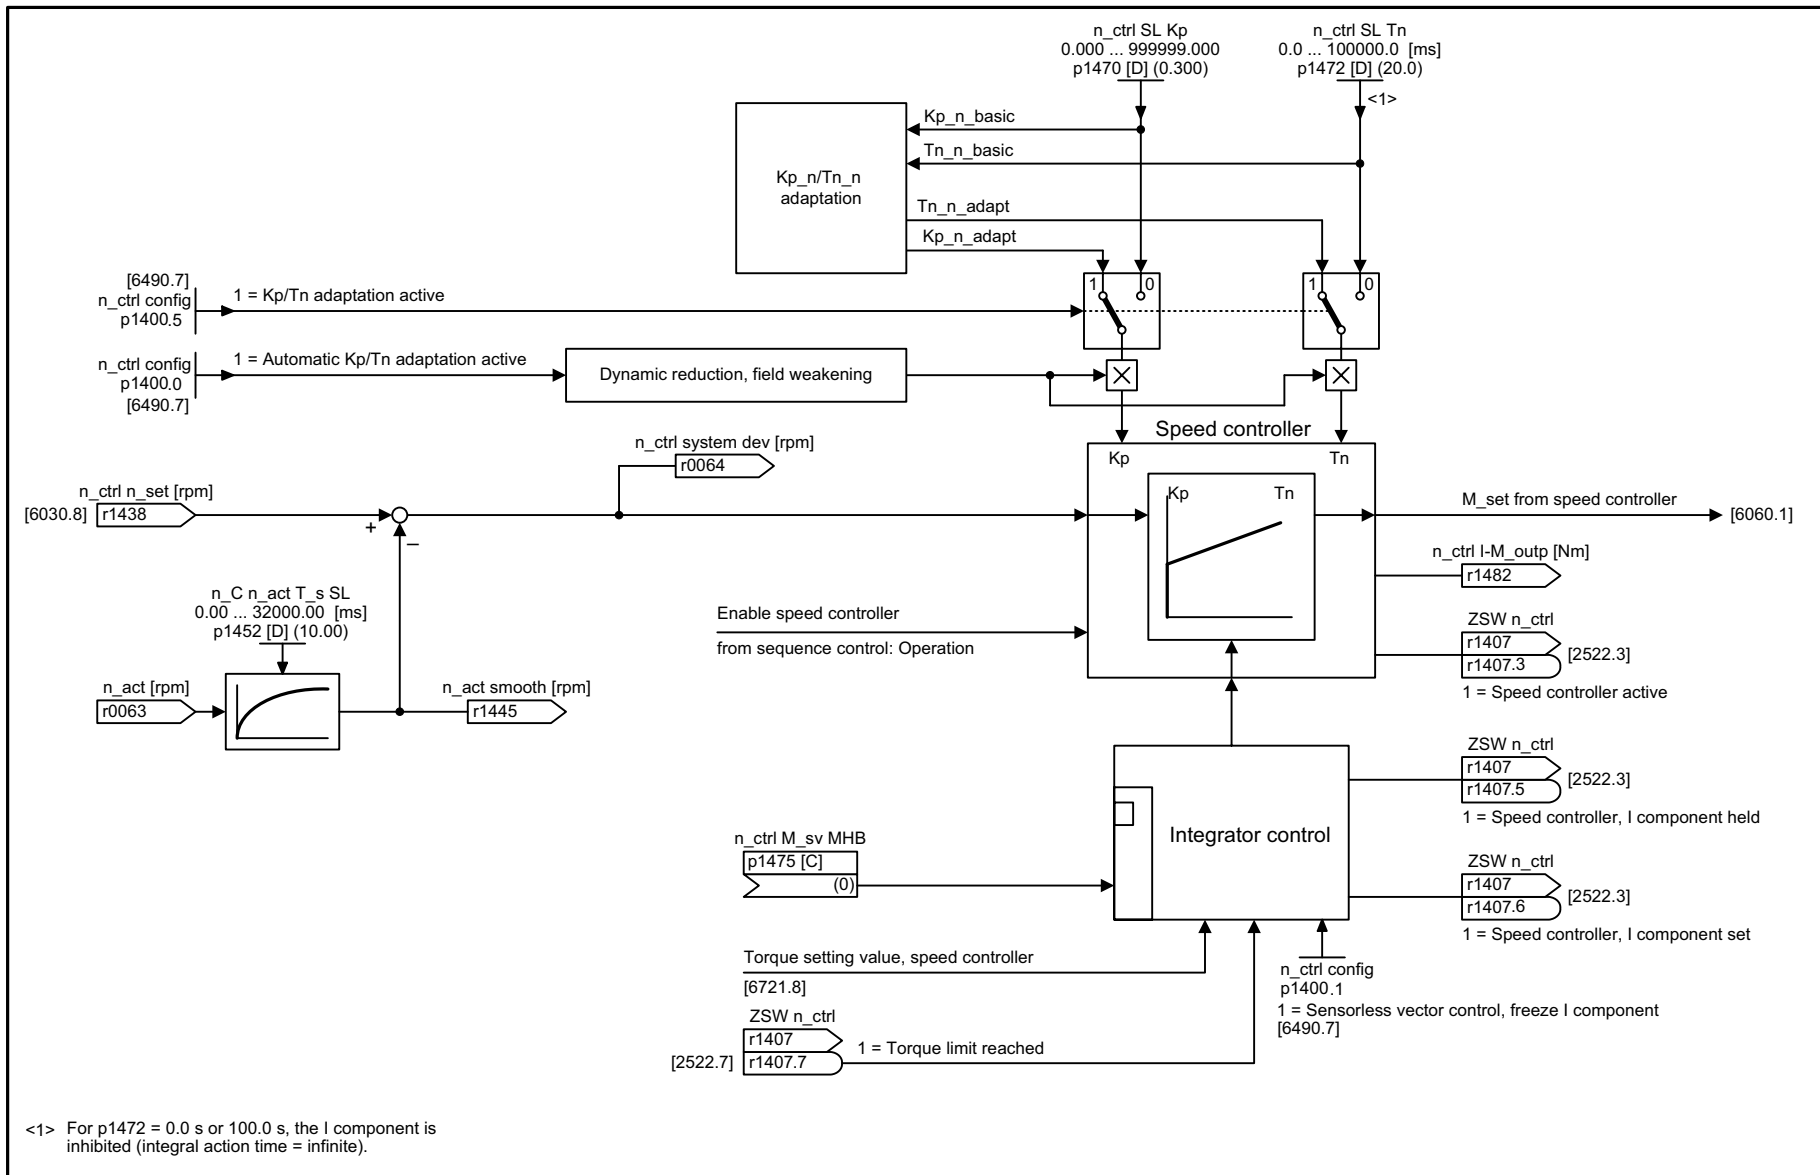 n_ctrl SL Kp
0.000 ... 999999.000
p1470 [D] (0.300)
n_ctrl SL Tn
0.0 ... 100000.0 [ms]
p1472 [D] (20.0)
<1>
Kp_n_basic
Tn_n_basic
Kp_n/Tn_n
adaptation
Tn_n_adapt
Kp_n_adapt
[6490.7]
n_ctrl config
p1400.5
1 = Kp/Tn adaptation active
1
0
1
0
n_ctrl config
p1400.0
[6490.7]
1 = Automatic Kp/Tn adaptation active
Dynamic reduction, field weakening
Speed controller
Kp
Tn
n_ctrl system dev [rpm]
r0064
n_ctrl n_set [rpm]
[6030.8]
r1438
+
–
Kp
Tn
M_set from speed controller
[6060.1]
n_ctrl I-M_outp [Nm]
r1482
n_C n_act T_s SL
0.00 ... 32000.00 [ms]
p1452 [D] (10.00)
Enable speed controller
from sequence control: Operation
ZSW n_ctrl
r1407
r1407.3
[2522.3]
1 = Speed controller active
n_act [rpm]
r0063
n_act smooth [rpm]
r1445
ZSW n_ctrl
r1407
r1407.5
[2522.3]
1 = Speed controller, I component held
Integrator control
n_ctrl M_sv MHB
p1475 [C]
(0)
ZSW n_ctrl
r1407
r1407.6
[2522.3]
1 = Speed controller, I component set
Torque setting value, speed controller
[6721.8]
n_ctrl config
p1400.1
1 = Sensorless vector control, freeze I component
[6490.7]
ZSW n_ctrl
r1407
[2522.7]
r1407.7
1 = Torque limit reached
<1> For p1472 = 0.0 s or 100.0 s, the I component is
inhibited (integral action time = infinite).